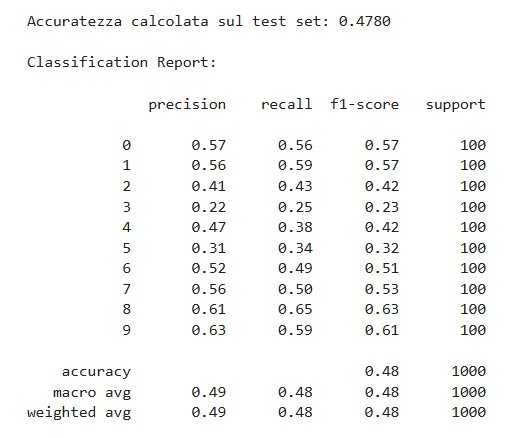 Accuratezza calcolata sul test set: 0.4780
Classification Report:
precision recall f1-score support
0 0.57 0.56 0.57 100
1 0.56 0.59 0.57 100
2 0.41 0.43 0.42 100
3 0.22 0.25 0.23 100
4 0.47 0.38 0.42 100
5 0.31 0.34 0.32 100
6 0.52 0.49 0.51 100
7 0.56 0.50 0.53 100
8 0.61 0.65 0.63 100
9 0.63 0.59 0.61 100
accuracy 0.48 1000
macro avg 0.49 0.48 0.48 1000
weighted avg 0.49 0.48 0.48 1000